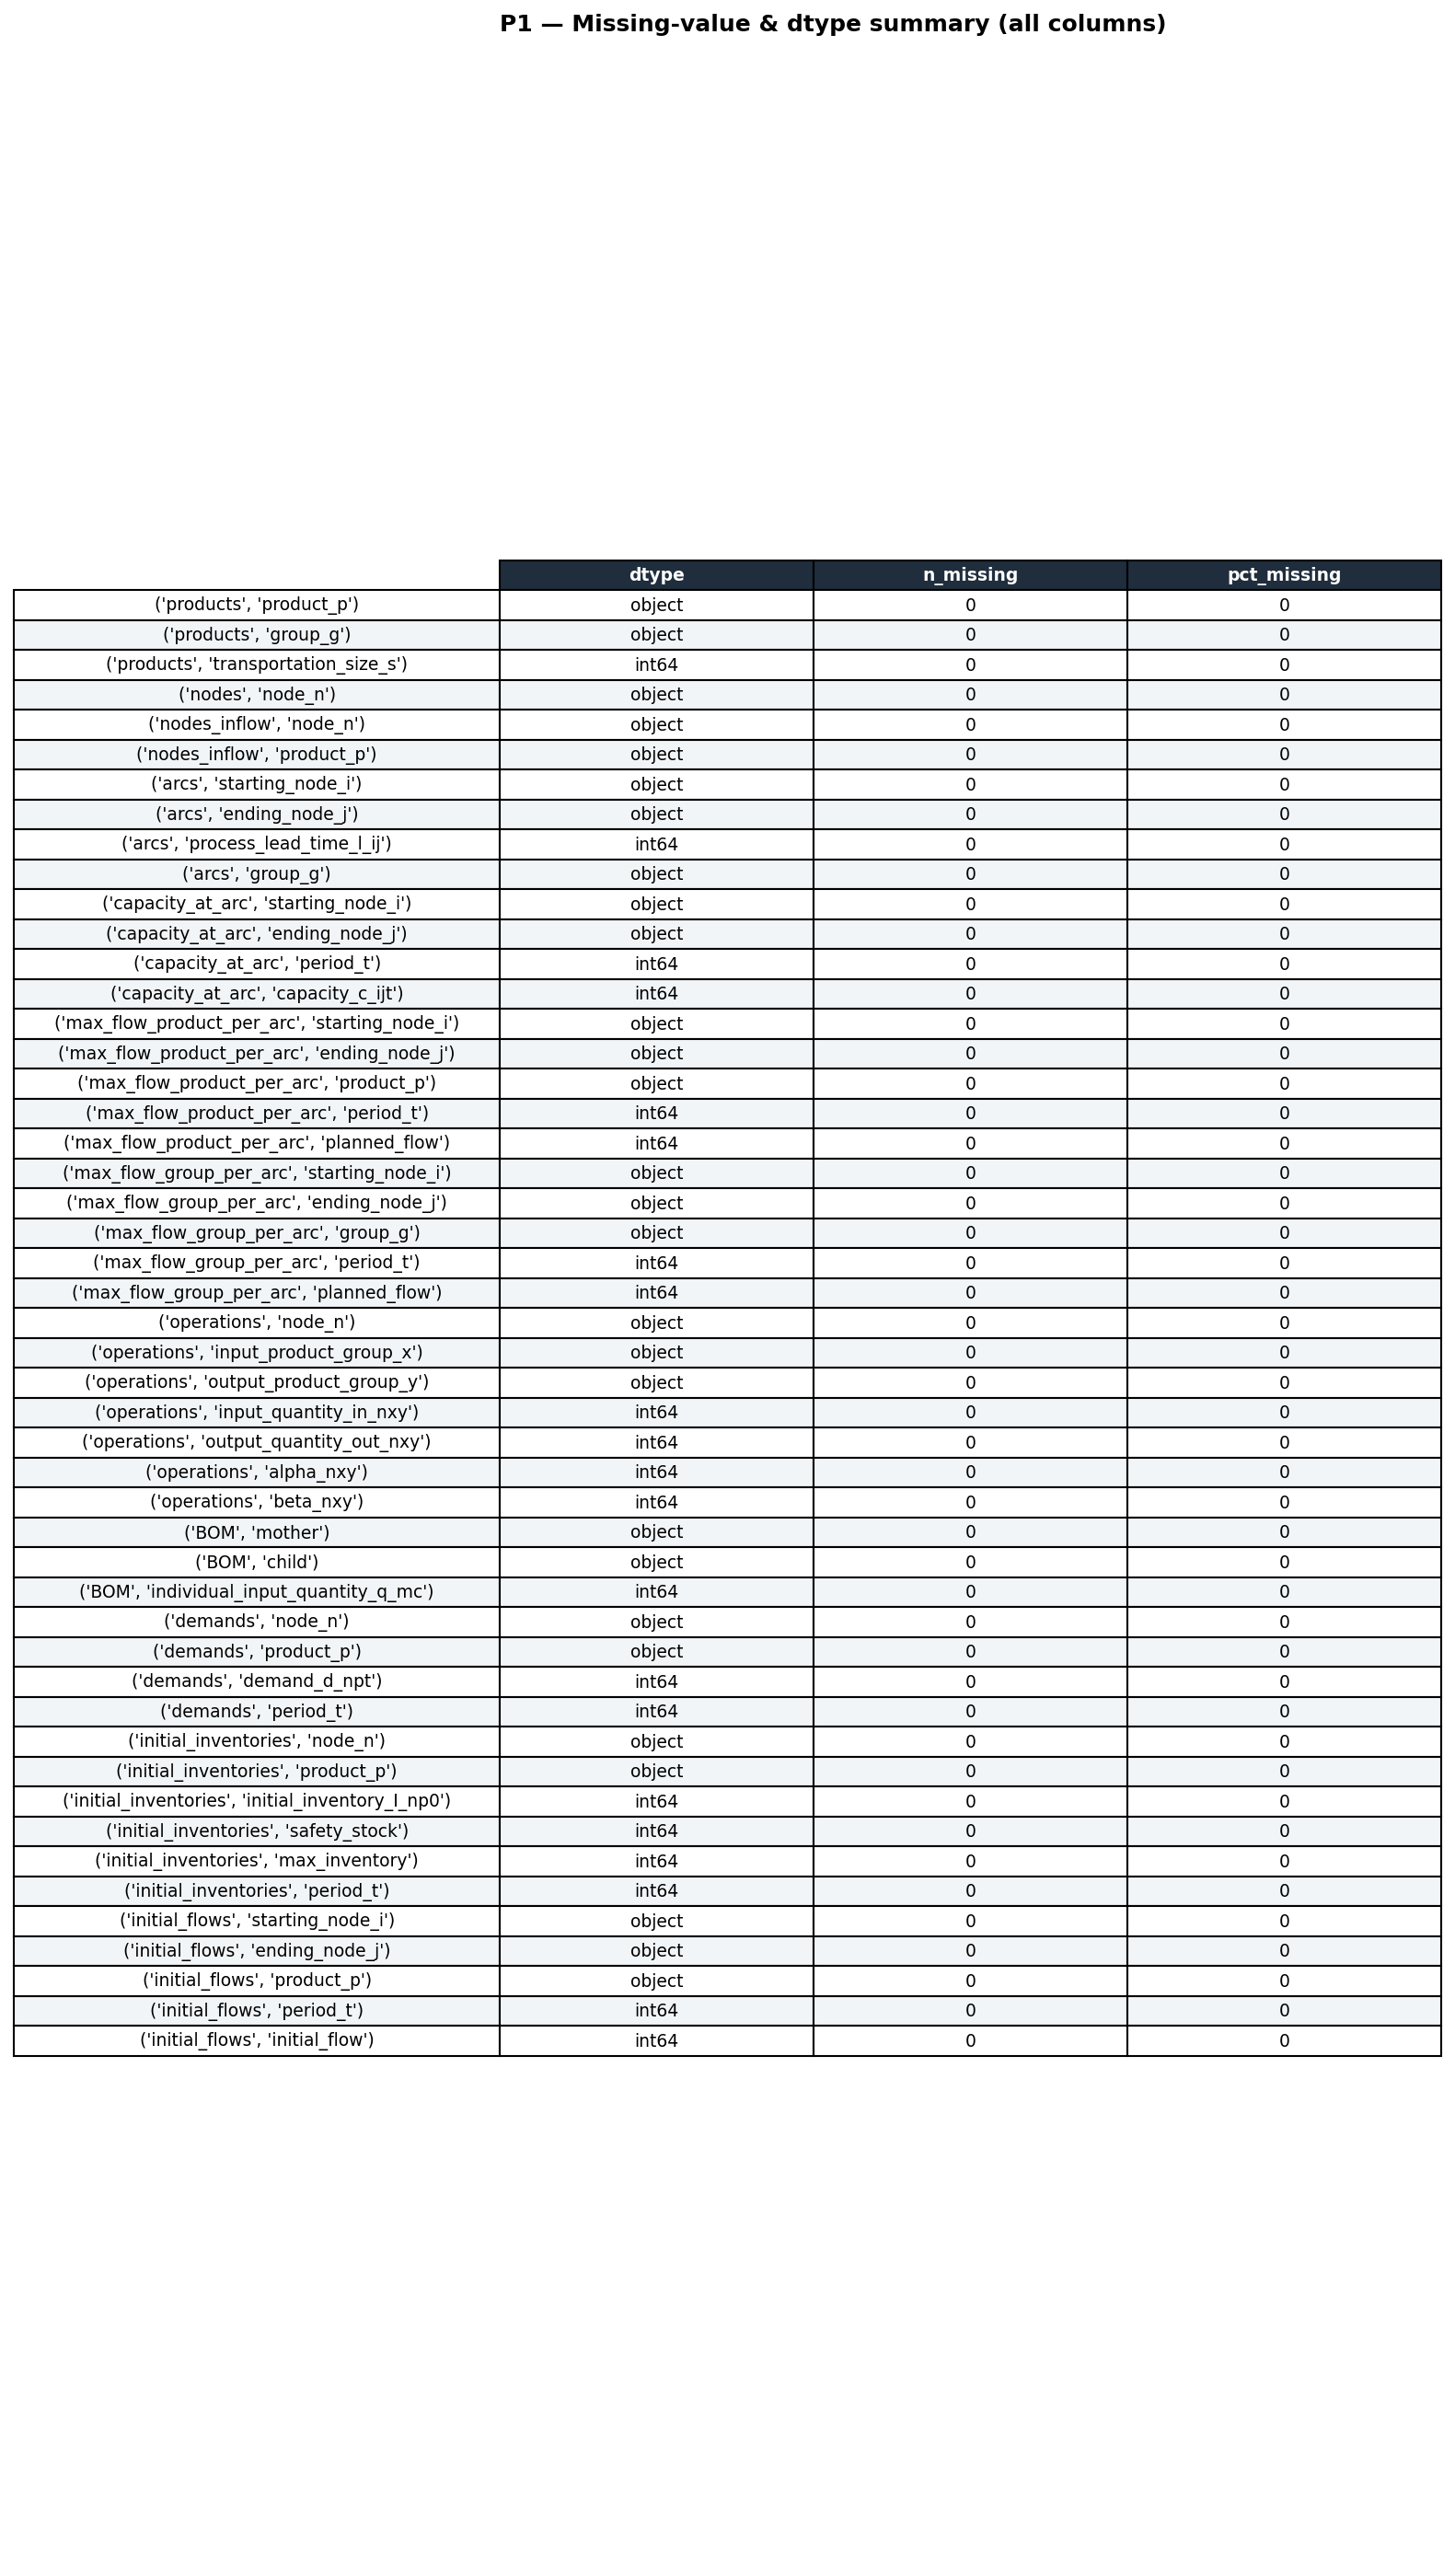 P1 — Missing-value & dtype summary (all columns)
dtype n_missing pct_missing
('products', 'product_p') object 0 0
('products', 'group_g') object 0 0
('products', 'transportation_size_s') int64 0 0
('nodes', 'node_n') object 0 0
('nodes_inflow', 'node_n') object 0 0
('nodes_inflow', 'product_p') object 0 0
('arcs', 'starting_node_i') object 0 0
('arcs', 'ending_node_j') object 0 0
('arcs', 'process_lead_time_l_ij') int64 0 0
('arcs', 'group_g') object 0 0
('capacity_at_arc', 'starting_node_i') object 0 0
('capacity_at_arc', 'ending_node_j') object 0 0
('capacity_at_arc', 'period_t') int64 0 0
('capacity_at_arc', 'capacity_c_ijt') int64 0 0
('max_flow_product_per_arc', 'starting_node_i') object 0 0
('max_flow_product_per_arc', 'ending_node_j') object 0 0
('max_flow_product_per_arc', 'product_p') object 0 0
('max_flow_product_per_arc', 'period_t') int64 0 0
('max_flow_product_per_arc', 'planned_flow') int64 0 0
('max_flow_group_per_arc', 'starting_node_i') object 0 0
('max_flow_group_per_arc', 'ending_node_j') object 0 0
('max_flow_group_per_arc', 'group_g') object 0 0
('max_flow_group_per_arc', 'period_t') int64 0 0
('max_flow_group_per_arc', 'planned_flow') int64 0 0
('operations', 'node_n') object 0 0
('operations', 'input_product_group_x') object 0 0
('operations', 'output_product_group_y') object 0 0
('operations', 'input_quantity_in_nxy') int64 0 0
('operations', 'output_quantity_out_nxy') int64 0 0
('operations', 'alpha_nxy') int64 0 0
('operations', 'beta_nxy') int64 0 0
('BOM', 'mother') object 0 0
('BOM', 'child') object 0 0
('BOM', 'individual_input_quantity_q_mc') int64 0 0
('demands', 'node_n') object 0 0
('demands', 'product_p') object 0 0
('demands', 'demand_d_npt') int64 0 0
('demands', 'period_t') int64 0 0
('initial_inventories', 'node_n') object 0 0
('initial_inventories', 'product_p') object 0 0
('initial_inventories', 'initial_inventory_I_np0') int64 0 0
('initial_inventories', 'safety_stock') int64 0 0
('initial_inventories', 'max_inventory') int64 0 0
('initial_inventories', 'period_t') int64 0 0
('initial_flows', 'starting_node_i') object 0 0
('initial_flows', 'ending_node_j') object 0 0
('initial_flows', 'product_p') object 0 0
('initial_flows', 'period_t') int64 0 0
('initial_flows', 'initial_flow') int64 0 0